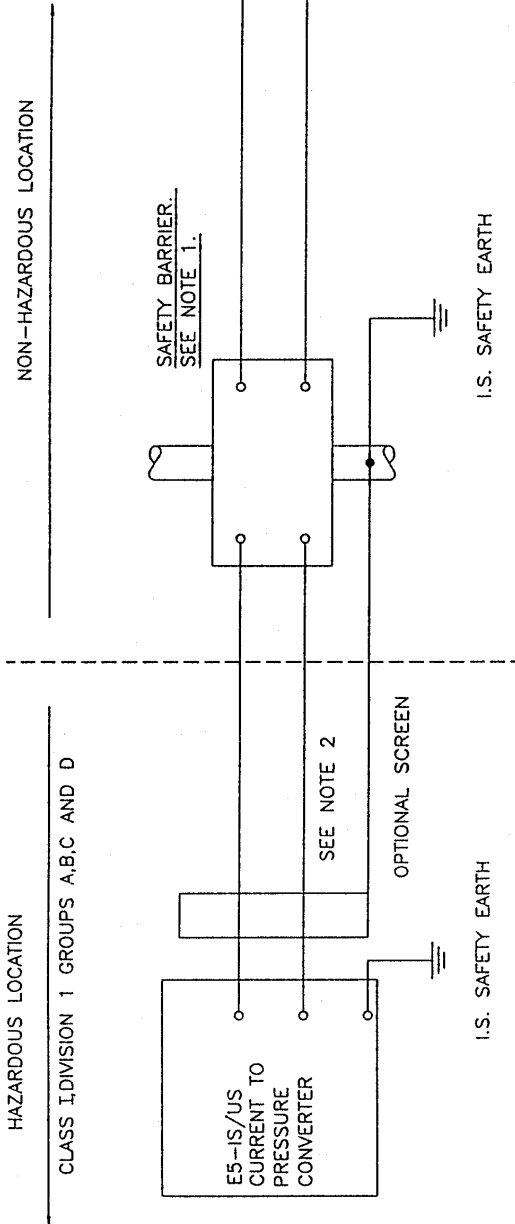 HAZARDOUS LOCATION
CLASS I,DIVISION 1 GROUPS A,B,C AND D
E5-IS/US
CURRENT TO
PRESSURE
CONVERTER
I.S. SAFETY EARTH
SEE NOTE 2
OPTIONAL SCREEN
NON-HAZARDOUS LOCATION
SAFETY BARRIER.
SEE NOTE 1.
I.S. SAFETY EARTH